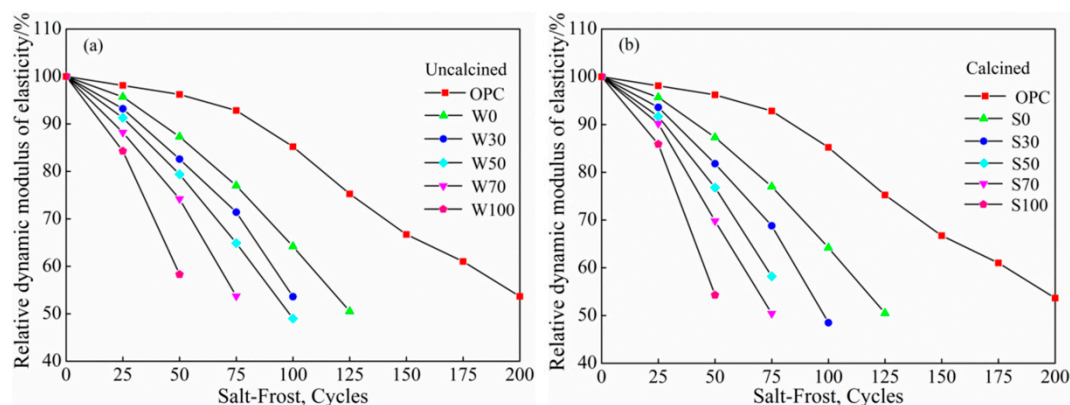 Relative dynamic modulus of elasticity/%
110
100
90
80
70
60
50
40
(a)
Uncalcined
OPC
W0
W30
W50
W70
W100
0 25 50 75 100 125 150 175 200
Salt-Frost, Cycles
Relative dynamic modulus of elasticity/%
110
100
90
80
70
60
50
40
(b)
Calcined
OPC
S0
S30
S50
S70
S100
0 25 50 75 100 125 150 175 200
Salt-Frost, Cycles